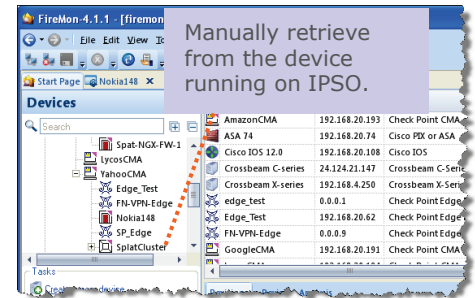 FireMon-4.1.1 - [firemon
Manually retrieve
from the device
running on IPSO.
File Edit View
Start Page Nokia148
Devices
Search
Spat-NGX-FW-1
LycosCMA
YahooCMA
Edge_Test
FN-VPN-Edge
Nokia148
SP_Edge
SplatCluster
Tasks
AmazonCMA 192.168.20.193 Check Point CMA
ASA 74 192.168.20.74 Cisco PIX or ASA
Cisco IOS 12.0 192.168.20.108 Cisco IOS
Crossbeam C-series 24.124.21.147 Crossbeam C-Serie
Crossbeam X-series 192.168.4.250 Crossbeam X-Serie
edge_test 0.0.0.1 Check Point Edge
Edge_Test 192.168.20.62 Check Point Edge
FN-VPN-Edge 0.0.0.9 Check Point Edge
GoogleCMA 192.168.20.191 Check Point CMA